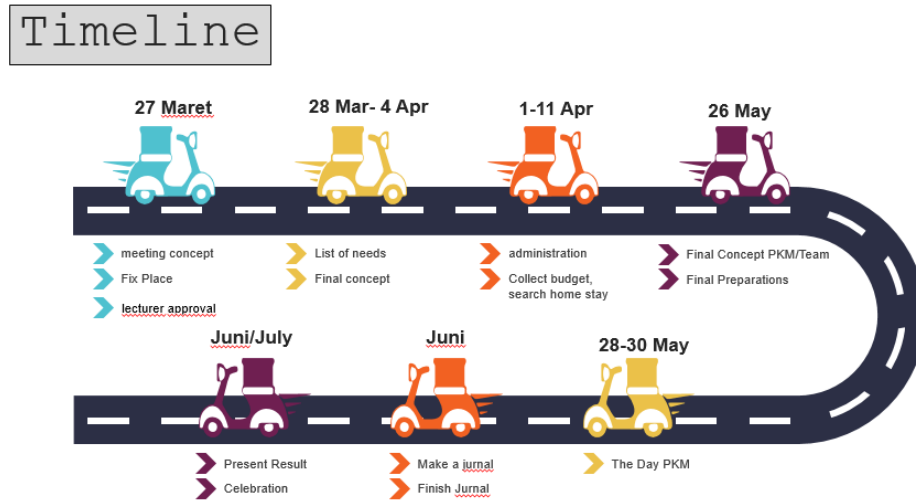 Timeline
27 Maret
28 Mar- 4 Apr
1-11 Apr
26 May
meeting concept
Fix Place
lecturer approval
List of needs
Final concept
administration
Collect budget,
search home stay
Final Concept PKM/Team
Final Preparations
Juni/July
Juni
28-30 May
Present Result
Celebration
Make a jurnal
Finish Jurnal
The Day PKM